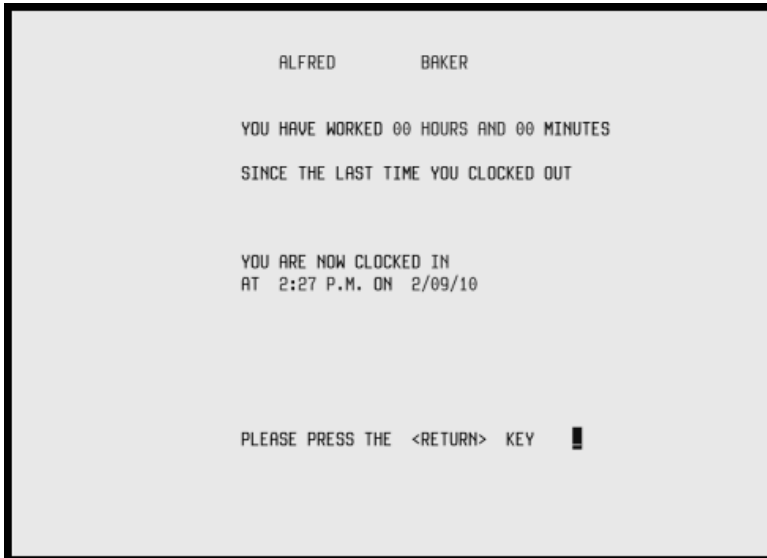 ALFRED BAKER
YOU HAVE WORKED 00 HOURS AND 00 MINUTES
SINCE THE LAST TIME YOU CLOCKED OUT
YOU ARE NOW CLOCKED IN
AT 2:27 P.M. ON 2/09/10
PLEASE PRESS THE <RETURN> KEY